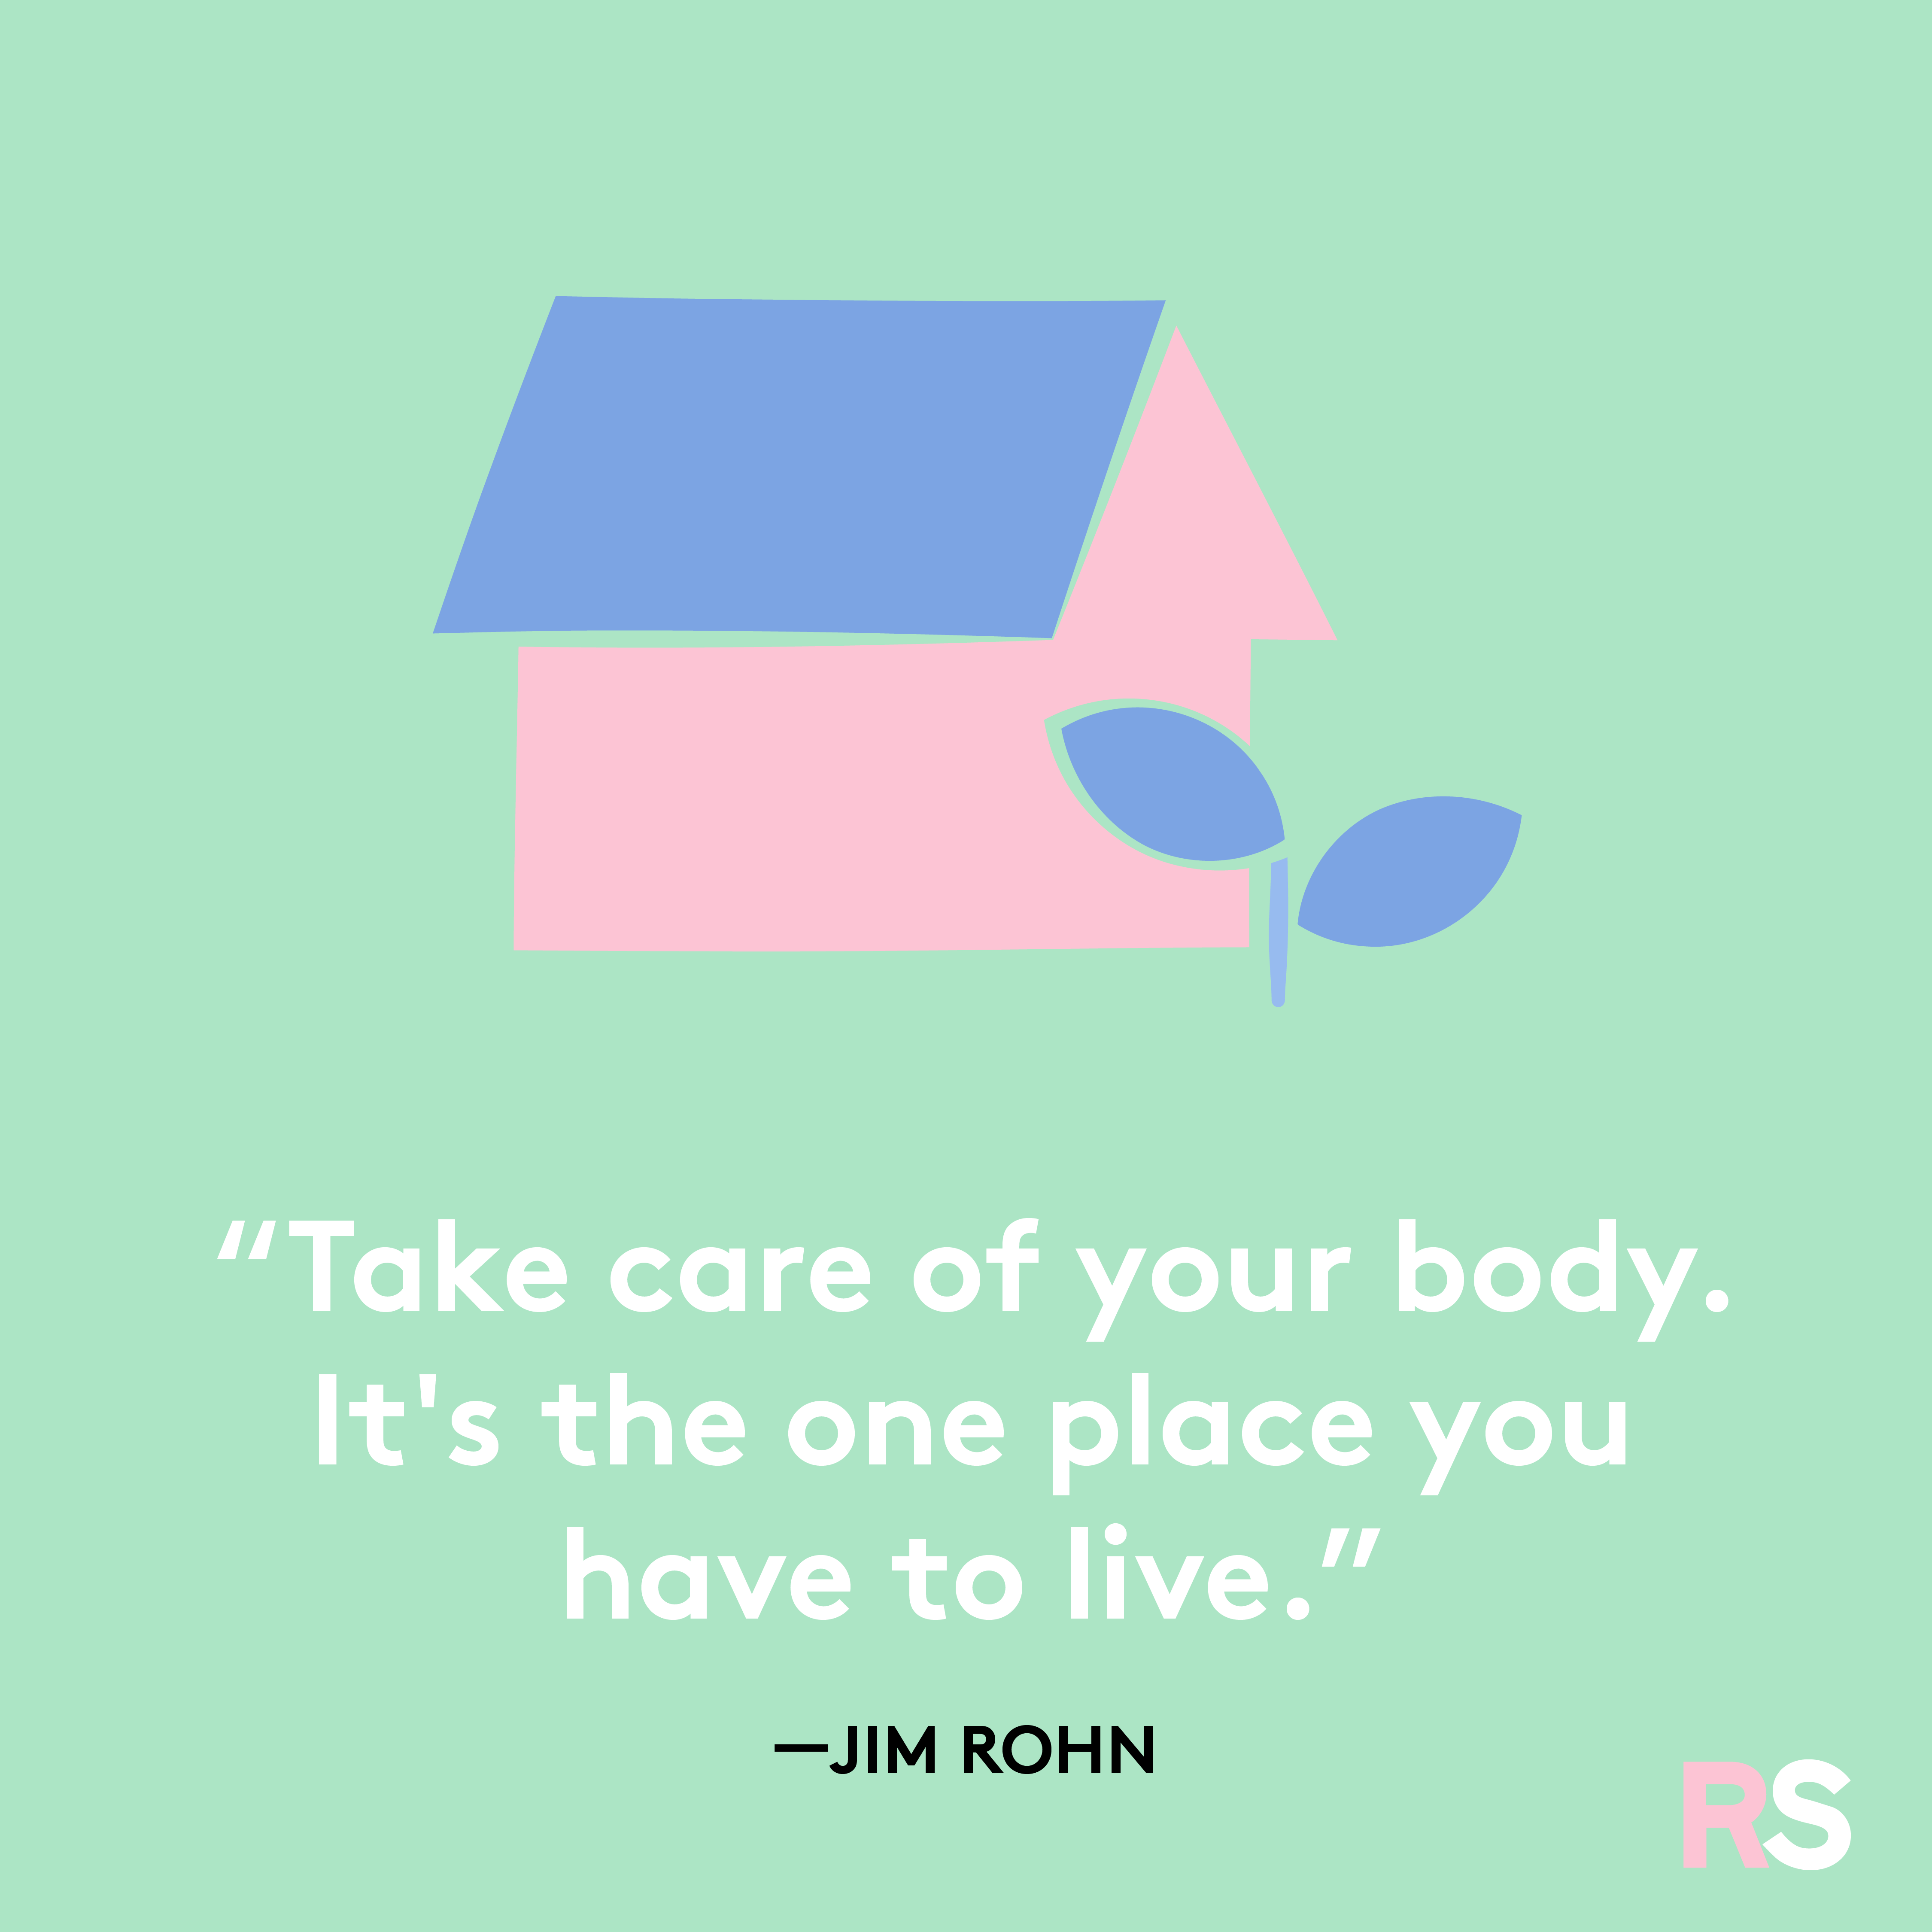 “Take care of your body.
It's the one place you
have to live.”
—JIM ROHN
RS